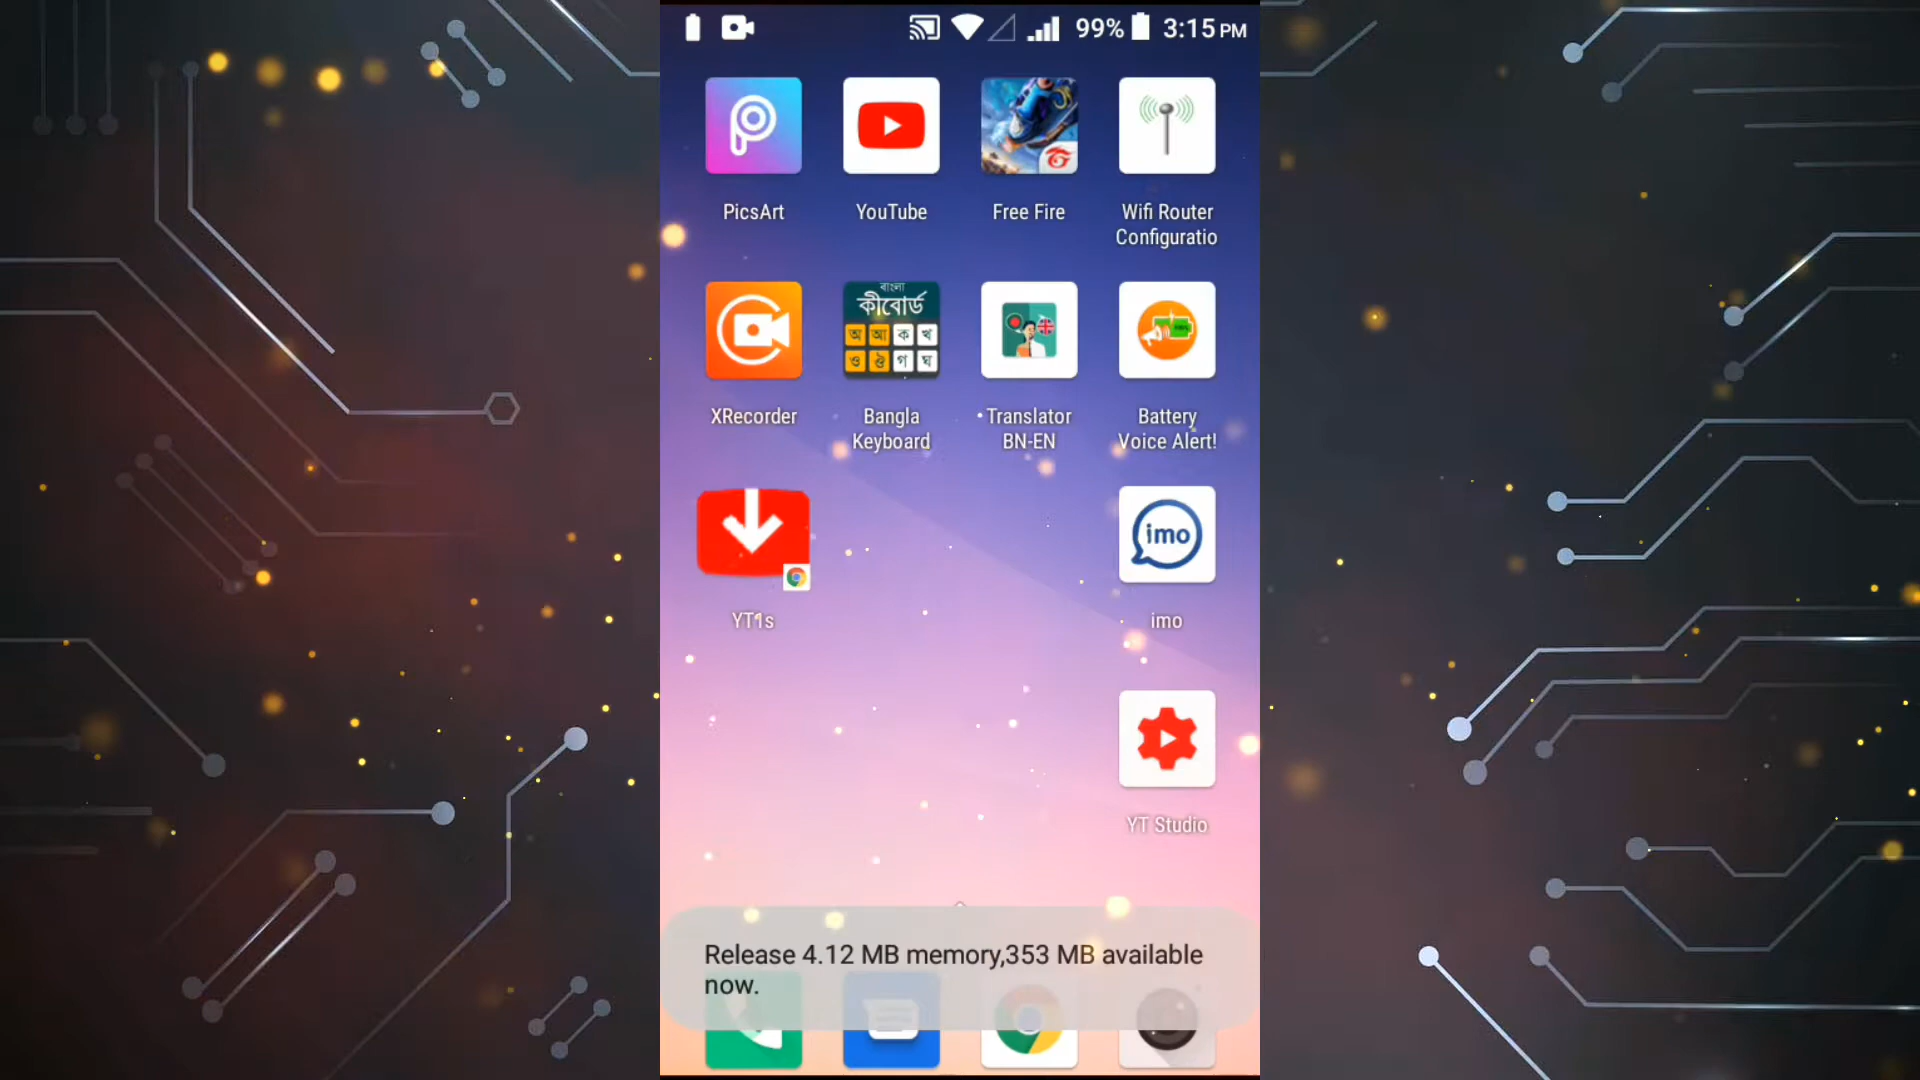 99% 3:15 PM
PicsArt YouTube Free Fire Wifi Router
Configuratio
বাংলা
কীবোর্ড
অ আ ক খ
ও ঔ গ ঘ
XRecorder Bangla Translator Battery
Keyboard BN-EN Voice Alert!
imo
YT1s imo
YT Studio
Release 4.12 MB memory,353 MB available
now.